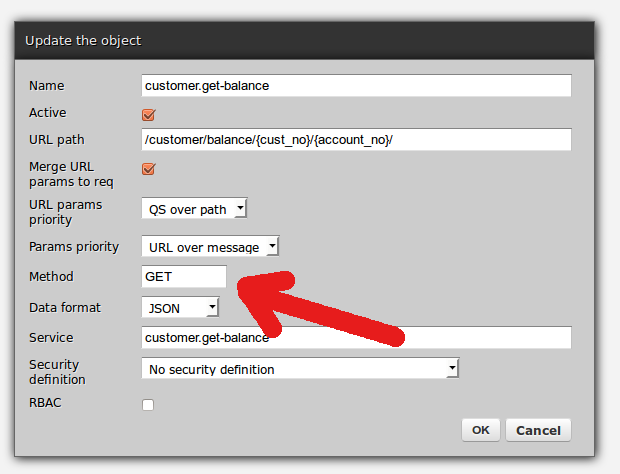 Update the object
Name customer.get-balance
Active
URL path /customer/balance/{cust_no}/{account_no}/
Merge URL
params to req
URL params
priority QS over path
Params priority URL over message
Method GET
Data format JSON
Service customer.get-balance
Security
definition No security definition
RBAC
OK Cancel